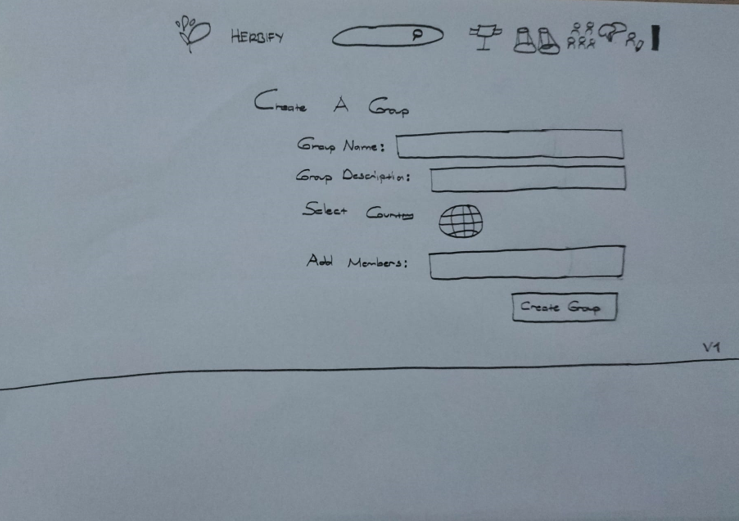 HERBIFY
Create A Group
Group Name:
Group Description:
Select Country
Add Members:
Create Group
V1